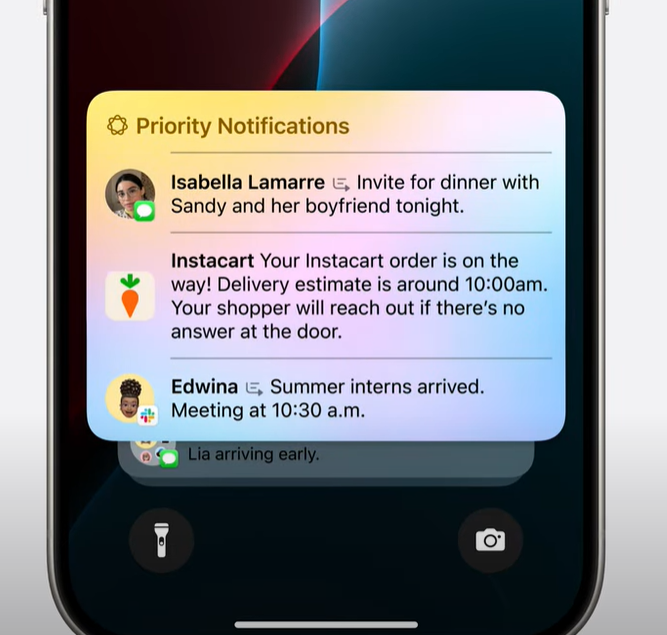 Priority Notifications
Isabella Lamarre Invite for dinner with
Sandy and her boyfriend tonight.
Instacart Your Instacart order is on the
way! Delivery estimate is around 10:00am.
Your shopper will reach out if there's no
answer at the door.
Edwina Summer interns arrived.
Meeting at 10:30 a.m.
Lia arriving early.